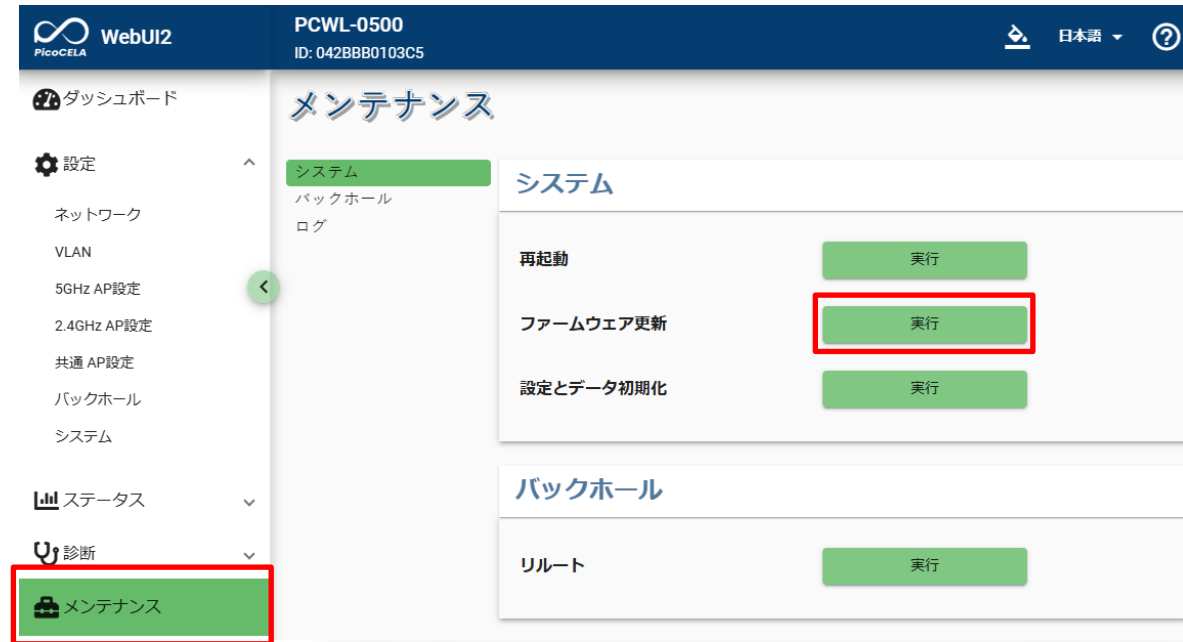 PicoCELA WebUI2
PCWL-0500
ID: 042BBB0103C5
日本語
ダッシュボード
設定
ネットワーク
VLAN
5GHz AP設定
2.4GHz AP設定
共通 AP設定
バックホール
システム
ステータス
診断
メンテナンス
メンテナンス
システム
バックホール
ログ
システム
再起動 実行
ファームウェア更新 実行
設定とデータ初期化 実行
バックホール
リルート 実行